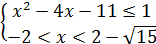 x² − 4x − 11 ≤ 1
−2 < x < 2 − √15